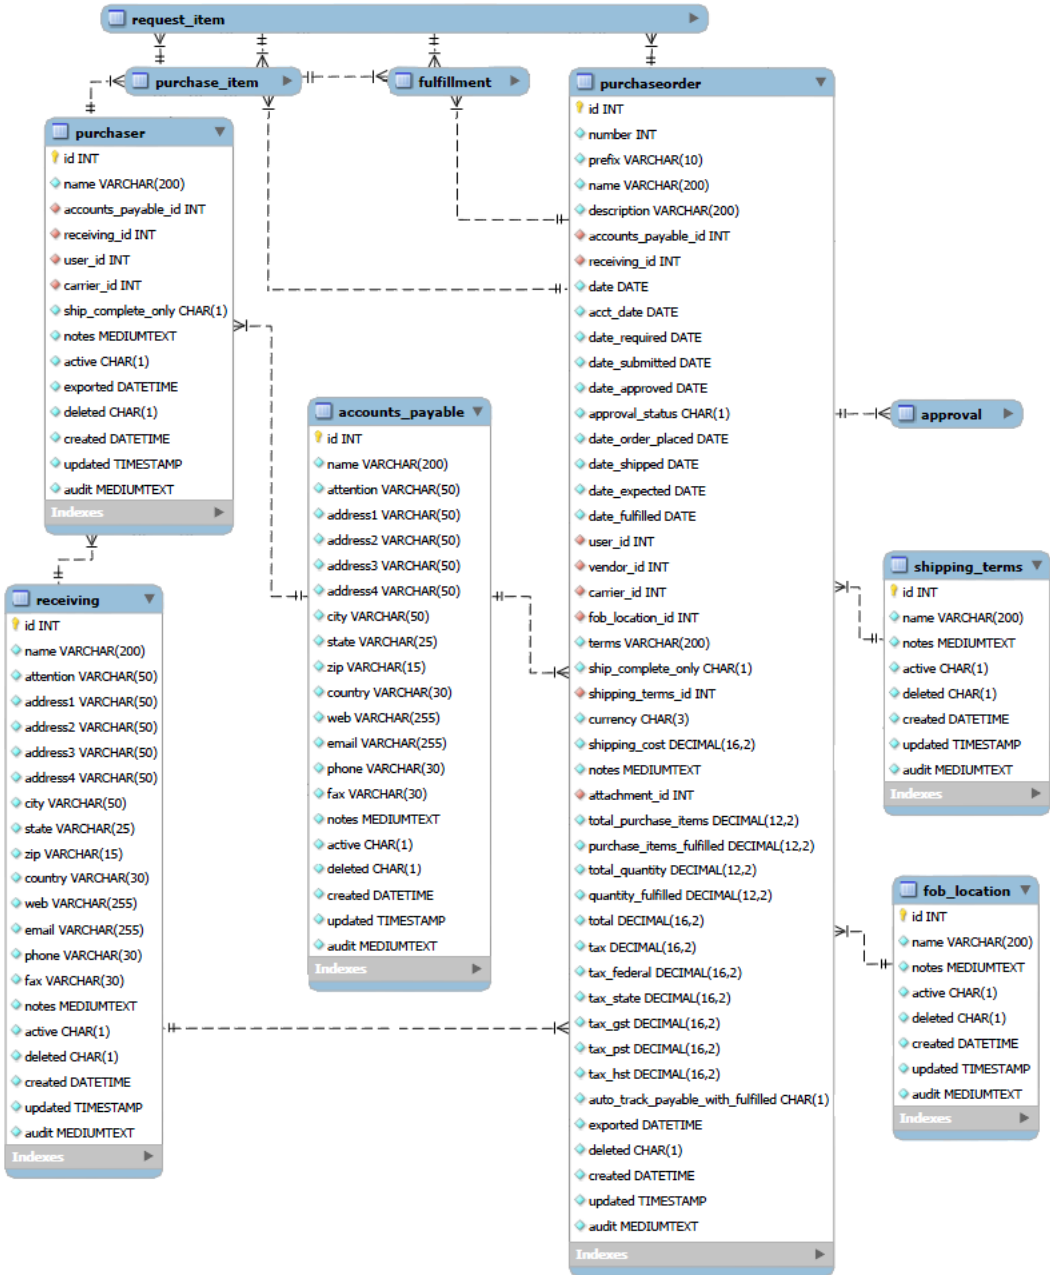 request_item
purchase_item
fulfillment
purchaser
id INT
name VARCHAR(200)
accounts_payable_id INT
receiving_id INT
user_id INT
carrier_id INT
ship_complete_only CHAR(1)
notes MEDIUMTEXT
active CHAR(1)
exported DATETIME
deleted CHAR(1)
created DATETIME
updated TIMESTAMP
audit MEDIUMTEXT
Indexes
receiving
id INT
name VARCHAR(200)
attention VARCHAR(50)
address1 VARCHAR(50)
address2 VARCHAR(50)
address3 VARCHAR(50)
address4 VARCHAR(50)
city VARCHAR(50)
state VARCHAR(25)
zip VARCHAR(15)
country VARCHAR(30)
web VARCHAR(255)
email VARCHAR(255)
phone VARCHAR(30)
fax VARCHAR(30)
notes MEDIUMTEXT
active CHAR(1)
deleted CHAR(1)
created DATETIME
updated TIMESTAMP
audit MEDIUMTEXT
Indexes
accounts_payable
id INT
name VARCHAR(200)
attention VARCHAR(50)
address1 VARCHAR(50)
address2 VARCHAR(50)
address3 VARCHAR(50)
address4 VARCHAR(50)
city VARCHAR(50)
state VARCHAR(25)
zip VARCHAR(15)
country VARCHAR(30)
web VARCHAR(255)
email VARCHAR(255)
phone VARCHAR(30)
fax VARCHAR(30)
notes MEDIUMTEXT
active CHAR(1)
deleted CHAR(1)
created DATETIME
updated TIMESTAMP
audit MEDIUMTEXT
Indexes
purchaseorder
id INT
number INT
prefix VARCHAR(10)
name VARCHAR(200)
description VARCHAR(200)
accounts_payable_id INT
receiving_id INT
date DATE
acct_date DATE
date_required DATE
date_submitted DATE
date_approved DATE
approval_status CHAR(1)
date_order_placed DATE
date_shipped DATE
date_expected DATE
date_fulfilled DATE
user_id INT
vendor_id INT
carrier_id INT
fob_location_id INT
terms VARCHAR(200)
ship_complete_only CHAR(1)
shipping_terms_id INT
currency CHAR(3)
shipping_cost DECIMAL(16,2)
notes MEDIUMTEXT
attachment_id INT
total_purchase_items DECIMAL(12,2)
purchase_items_fulfilled DECIMAL(12,2)
total_quantity DECIMAL(12,2)
quantity_fulfilled DECIMAL(12,2)
total DECIMAL(16,2)
tax DECIMAL(16,2)
tax_federal DECIMAL(16,2)
tax_state DECIMAL(16,2)
tax_gst DECIMAL(16,2)
tax_pst DECIMAL(16,2)
tax_hst DECIMAL(16,2)
auto_track_payable_with_fulfilled CHAR(1)
exported DATETIME
deleted CHAR(1)
created DATETIME
updated TIMESTAMP
audit MEDIUMTEXT
Indexes
approval
shipping_terms
id INT
name VARCHAR(200)
notes MEDIUMTEXT
active CHAR(1)
deleted CHAR(1)
created DATETIME
updated TIMESTAMP
audit MEDIUMTEXT
Indexes
fob_location
id INT
name VARCHAR(200)
notes MEDIUMTEXT
active CHAR(1)
deleted CHAR(1)
created DATETIME
updated TIMESTAMP
audit MEDIUMTEXT
Indexes